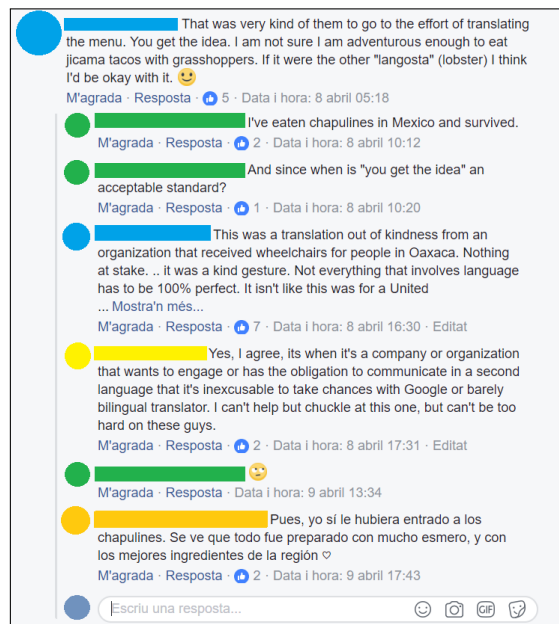 That was very kind of them to go to the effort of translating
the menu. You get the idea. I am not sure I am adventurous enough to eat
jicama tacos with grasshoppers. If it were the other "langosta" (lobster) I think
I'd be okay with it. 🙂
M'agrada · Resposta · 5 · Data i hora: 8 abril 05:18
I've eaten chapulines in Mexico and survived.
M'agrada · Resposta · 2 · Data i hora: 8 abril 10:12
And since when is "you get the idea" an
acceptable standard?
M'agrada · Resposta · 1 · Data i hora: 8 abril 10:20
This was a translation out of kindness from an
organization that received wheelchairs for people in Oaxaca. Nothing
at stake. .. it was a kind gesture. Not everything that involves language
has to be 100% perfect. It isn't like this was for a United
... Mostra'n més...
M'agrada · Resposta · 7 · Data i hora: 8 abril 16:30 · Editat
Yes, I agree, its when it's a company or organization
that wants to engage or has the obligation to communicate in a second
language that it's inexcusable to take chances with Google or barely
bilingual translator. I can't help but chuckle at this one, but can't be too
hard on these guys.
M'agrada · Resposta · 2 · Data i hora: 8 abril 17:31 · Editat
🙄
M'agrada · Resposta · Data i hora: 9 abril 13:34
Pues, yo sí le hubiera entrado a los
chapulines. Se ve que todo fue preparado con mucho esmero, y con
los mejores ingredientes de la región ♡
M'agrada · Resposta · 2 · Data i hora: 9 abril 17:43
Escriu una resposta...
GIF